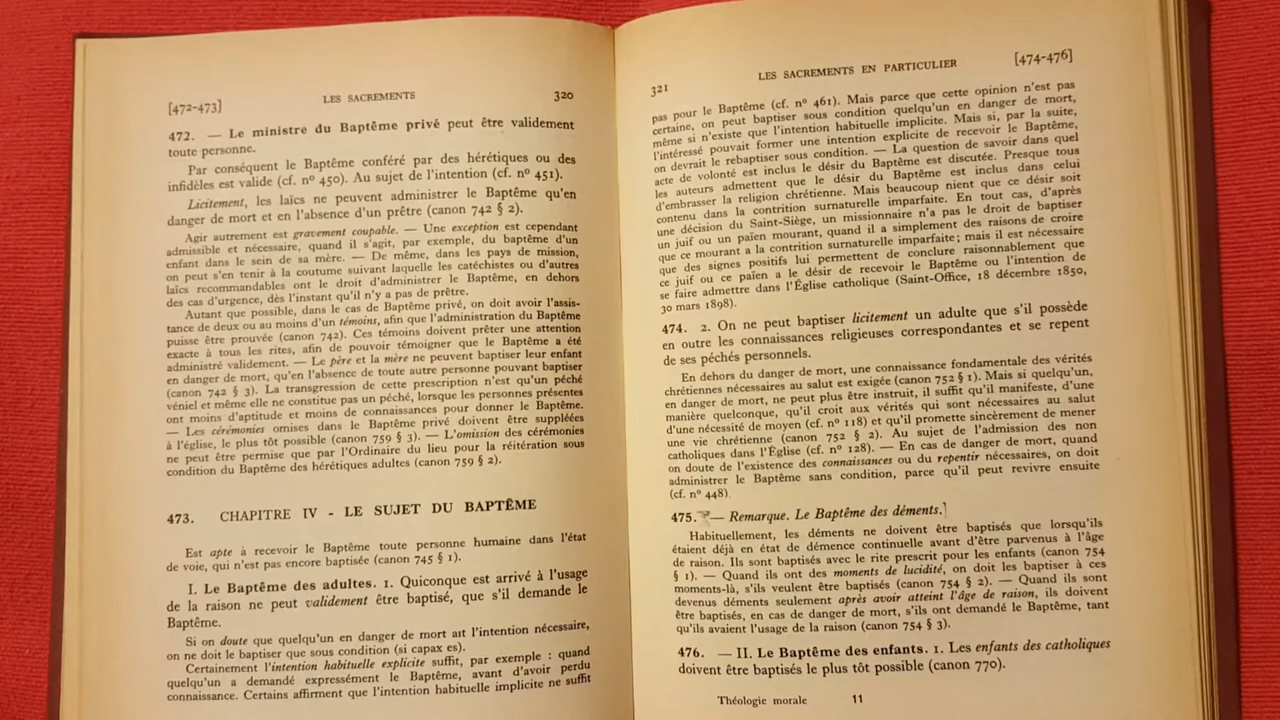 [472-473] LES SACREMENTS 320
472. — Le ministre du Baptême privé peut être validement
toute personne.
Par conséquent le Baptême conféré par des hérétiques ou des
infidèles est valide (cf. nº 450). Au sujet de l'intention (cf. nº 451).
Licitement, les laïcs ne peuvent administrer le Baptême qu'en
danger de mort et en l'absence d'un prêtre (canon 742 § 2).
Agir autrement est gravement coupable. — Une exception est cependant
admissible et nécessaire, quand il s'agit, par exemple, du baptême d'un
enfant dans le sein de sa mère. — De même, dans les pays de mission,
on peut s'en tenir à la coutume suivant laquelle les catéchistes ou d'autres
laïcs recommandables ont le droit d'administrer le Baptême, en dehors
des cas d'urgence, dès l'instant qu'il n'y a pas de prêtre.
Autant que possible, dans le cas de Baptême privé, on doit avoir l'assis-
tance de deux ou au moins d'un témoins, afin que l'administration du Baptême
puisse être prouvée (canon 742). Ces témoins doivent prêter une attention
exacte à tous les rites, afin de pouvoir témoigner que le Baptême a été
administré validement. — Le père et la mère ne peuvent baptiser leur enfant
en danger de mort, qu'en l'absence de toute autre personne pouvant baptiser
(canon 742 § 3). La transgression de cette prescription n'est qu'un péché
véniel et même elle ne constitue pas un péché, lorsque les personnes présentes
ont moins d'aptitude et moins de connaissances pour donner le Baptême.
— Les cérémonies omises dans le Baptême privé doivent être suppléées
à l'église, le plus tôt possible (canon 759 § 3). — L'omission des cérémonies
ne peut être permise que par l'Ordinaire du lieu pour la réitération sous
condition du Baptême des hérétiques adultes (canon 759 § 2).
473. CHAPITRE IV - LE SUJET DU BAPTÊME
Est apte à recevoir le Baptême toute personne humaine dans l'état
de voie, qui n'est pas encore baptisée (canon 745 § 1).
I. Le Baptême des adultes. 1. Quiconque est arrivé à l'usage
de la raison ne peut validement être baptisé, que s'il demande le
Baptême.
Si on doute que quelqu'un en danger de mort ait l'intention nécessaire,
on ne doit le baptiser que sous condition (si capax es).
Certainement l'intention habituelle explicite suffit, par exemple : quand
quelqu'un a demandé expressément le Baptême, avant d'avoir perdu
connaissance. Certains affirment que l'intention habituelle implicite ne suffit
321 LES SACREMENTS EN PARTICULIER [474-476]
pas pour le Baptême (cf. nº 461). Mais parce que cette opinion n'est pas
certaine, on peut baptiser sous condition quelqu'un en danger de mort,
même si n'existe que l'intention habituelle implicite. Mais si, par la suite,
l'intéressé pouvait former une intention explicite de recevoir le Baptême,
on devrait le rebaptiser sous condition. — La question de savoir dans quel
acte de volonté est inclus le désir du Baptême est discutée. Presque tous
les auteurs admettent que le désir du Baptême est inclus dans celui
d'embrasser la religion chrétienne. Mais beaucoup nient que ce désir soit
contenu dans la contrition surnaturelle imparfaite. En tout cas, d'après
une décision du Saint-Siège, un missionnaire n'a pas le droit de baptiser
un juif ou un païen mourant, quand il a simplement des raisons de croire
que ce mourant a la contrition surnaturelle imparfaite; mais il est nécessaire
que des signes positifs lui permettent de conclure raisonnablement que
ce juif ou ce païen a le désir de recevoir le Baptême ou l'intention de
se faire admettre dans l'Église catholique (Saint-Office, 18 décembre 1850,
30 mars 1898).
474. 2. On ne peut baptiser licitement un adulte que s'il possède
en outre les connaissances religieuses correspondantes et se repent
de ses péchés personnels.
En dehors du danger de mort, une connaissance fondamentale des vérités
chrétiennes nécessaires au salut est exigée (canon 752 § 1). Mais si quelqu'un,
en danger de mort, ne peut plus être instruit, il suffit qu'il manifeste, d'une
manière quelconque, qu'il croit aux vérités qui sont nécessaires au salut
d'une nécessité de moyen (cf. nº 118) et qu'il promette sincèrement de mener
une vie chrétienne (canon 752 § 2). Au sujet de l'admission des non
catholiques dans l'Église (cf. nº 128). — En cas de danger de mort, quand
on doute de l'existence des connaissances ou du repentir nécessaires, on doit
administrer le Baptême sans condition, parce qu'il peut revivre ensuite
(cf. nº 448)
475. — Remarque. Le Baptême des déments.
Habituellement, les déments ne doivent être baptisés que lorsqu'ils
étaient déjà en état de démence continuelle avant d'être parvenus à l'âge
de raison. Ils sont baptisés avec le rite prescrit pour les enfants (canon 754
§ 1). — Quand ils ont des moments de lucidité, on doit les baptiser à ces
moments-là, s'ils veulent être baptisés (canon 754 § 2). — Quand ils sont
devenus déments seulement après avoir atteint l'âge de raison, ils doivent
être baptisés, en cas de danger de mort, s'ils ont demandé le Baptême, tant
qu'ils avaient l'usage de la raison (canon 754 § 3).
476. — II. Le Baptême des enfants. 1. Les enfants des catholiques
doivent être baptisés le plus tôt possible (canon 770).
Théologie morale 11